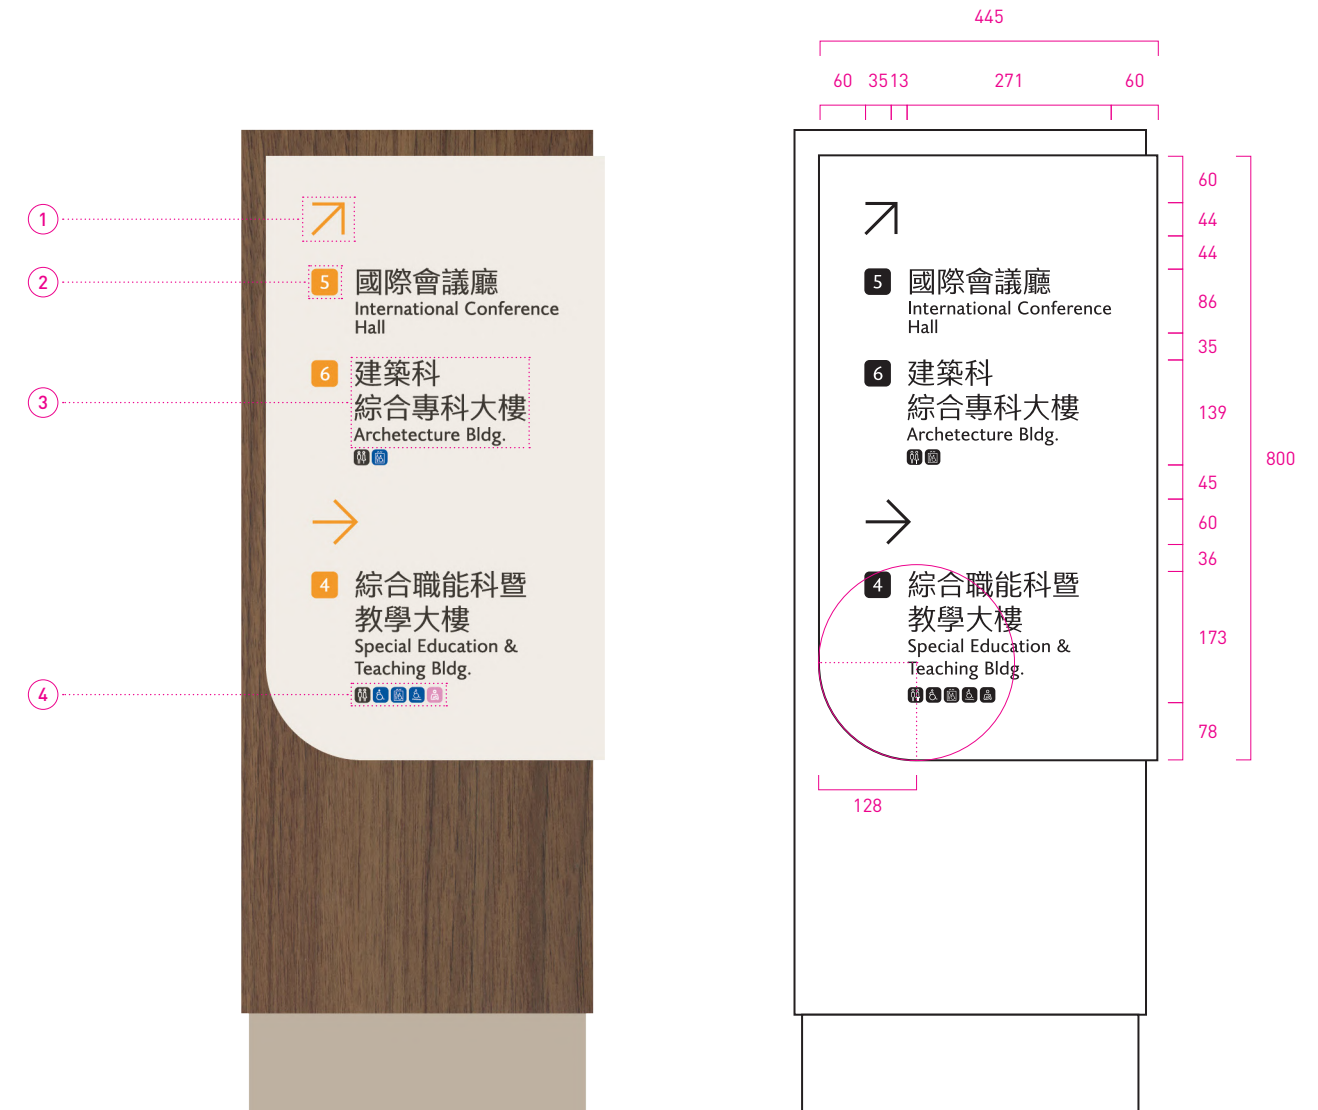 445
60 35 13 271 60
1
2
5 國際會議廳
International Conference
Hall
3
6 建築科
綜合專科大樓
Archetecture Bldg.
4 綜合職能科暨
教學大樓
Special Education &
Teaching Bldg.
4
5 國際會議廳
International Conference
Hall
6 建築科
綜合專科大樓
Archetecture Bldg.
4 綜合職能科暨
教學大樓
Special Education &
Teaching Bldg.
128
60
44
44
86
35
139
45
60
36
173
78
800